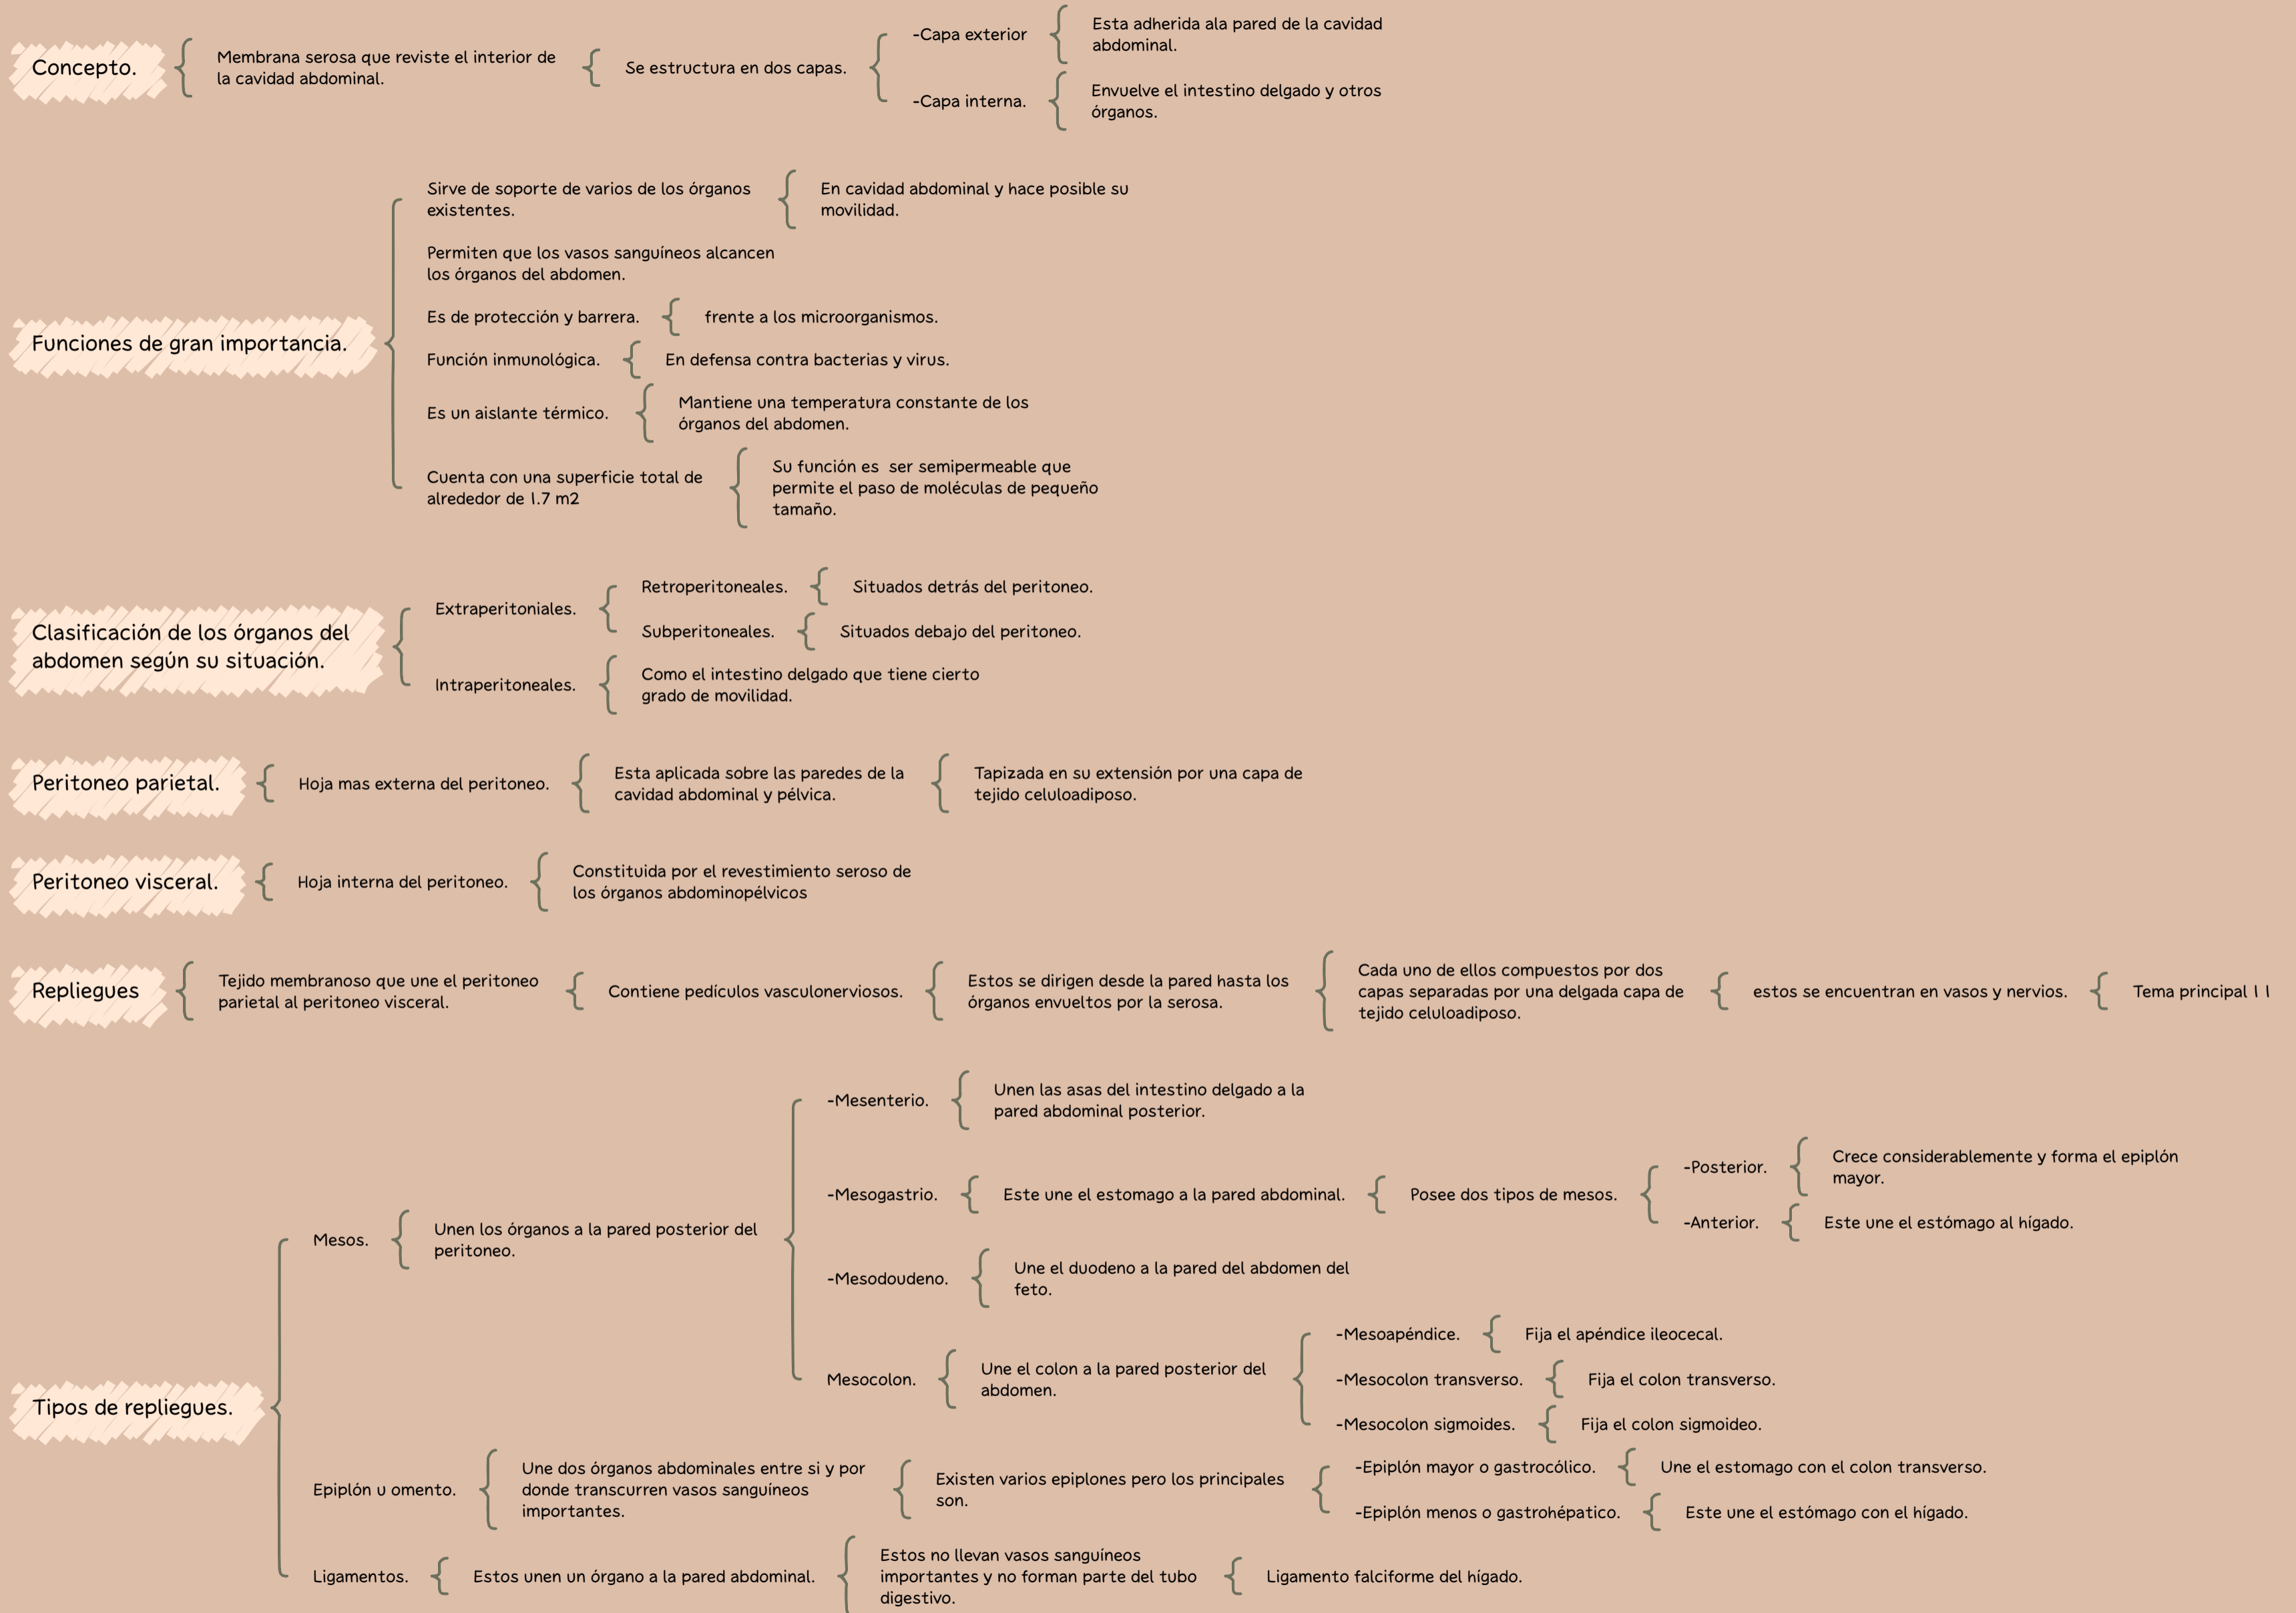 Concepto.
Membrana serosa que reviste el interior de
la cavidad abdominal.
Se estructura en dos capas.
-Capa exterior
Esta adherida ala pared de la cavidad
abdominal.
-Capa interna.
Envuelve el intestino delgado y otros
órganos.
Funciones de gran importancia.
Sirve de soporte de varios de los órganos
existentes.
En cavidad abdominal y hace posible su
movilidad.
Permiten que los vasos sanguíneos alcancen
los órganos del abdomen.
Es de protección y barrera.
frente a los microorganismos.
Función inmunológica.
En defensa contra bacterias y virus.
Es un aislante térmico.
Mantiene una temperatura constante de los
órganos del abdomen.
Cuenta con una superficie total de
alrededor de 1.7 m2
Su función es  ser semipermeable que
permite el paso de moléculas de pequeño
tamaño.
Clasificación de los órganos del
abdomen según su situación.
Extraperitoniales.
Retroperitoneales.
Situados detrás del peritoneo.
Subperitoneales.
Situados debajo del peritoneo.
Intraperitoneales.
Como el intestino delgado que tiene cierto
grado de movilidad.
Peritoneo parietal.
Hoja mas externa del peritoneo.
Esta aplicada sobre las paredes de la
cavidad abdominal y pélvica.
Tapizada en su extensión por una capa de
tejido celuloadiposo.
Peritoneo visceral.
Hoja interna del peritoneo.
Constituida por el revestimiento seroso de
los órganos abdominopélvicos
Repliegues
Tejido membranoso que une el peritoneo
parietal al peritoneo visceral.
Contiene pedículos vasculonerviosos.
Estos se dirigen desde la pared hasta los
órganos envueltos por la serosa.
Cada uno de ellos compuestos por dos
capas separadas por una delgada capa de
tejido celuloadiposo.
estos se encuentran en vasos y nervios.
Tema principal 11
Tipos de repliegues.
Mesos.
Unen los órganos a la pared posterior del
peritoneo.
-Mesenterio.
Unen las asas del intestino delgado a la
pared abdominal posterior.
-Mesogastrio.
Este une el estomago a la pared abdominal.
Posee dos tipos de mesos.
-Posterior.
Crece considerablemente y forma el epiplón
mayor.
-Anterior.
Este une el estómago al hígado.
-Mesodoudeno.
Une el duodeno a la pared del abdomen del
feto.
Mesocolon.
Une el colon a la pared posterior del
abdomen.
-Mesoapéndice.
Fija el apéndice ileocecal.
-Mesocolon transverso.
Fija el colon transverso.
-Mesocolon sigmoides.
Fija el colon sigmoideo.
Epiplón u omento.
Une dos órganos abdominales entre si y por
donde transcurren vasos sanguíneos
importantes.
Existen varios epiplones pero los principales
son.
-Epiplón mayor o gastrocólico.
Une el estomago con el colon transverso.
-Epiplón menos o gastrohépatico.
Este une el estómago con el hígado.
Ligamentos.
Estos unen un órgano a la pared abdominal.
Estos no llevan vasos sanguíneos
importantes y no forman parte del tubo
digestivo.
Ligamento falciforme del hígado.